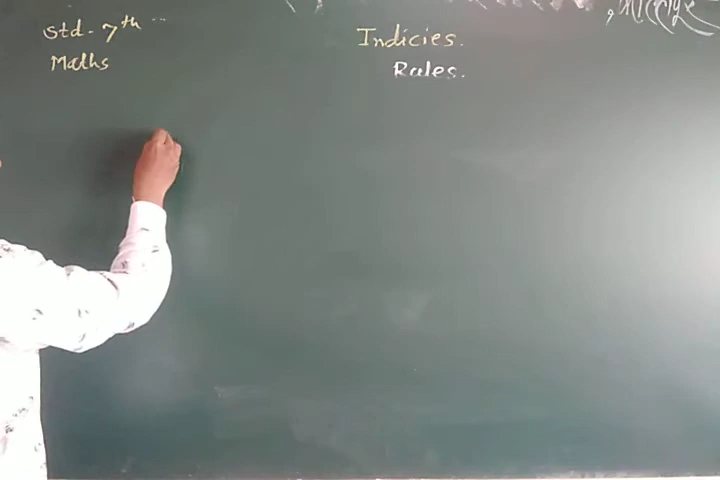 Std. 7th
Maths
Indicies.
Rules.